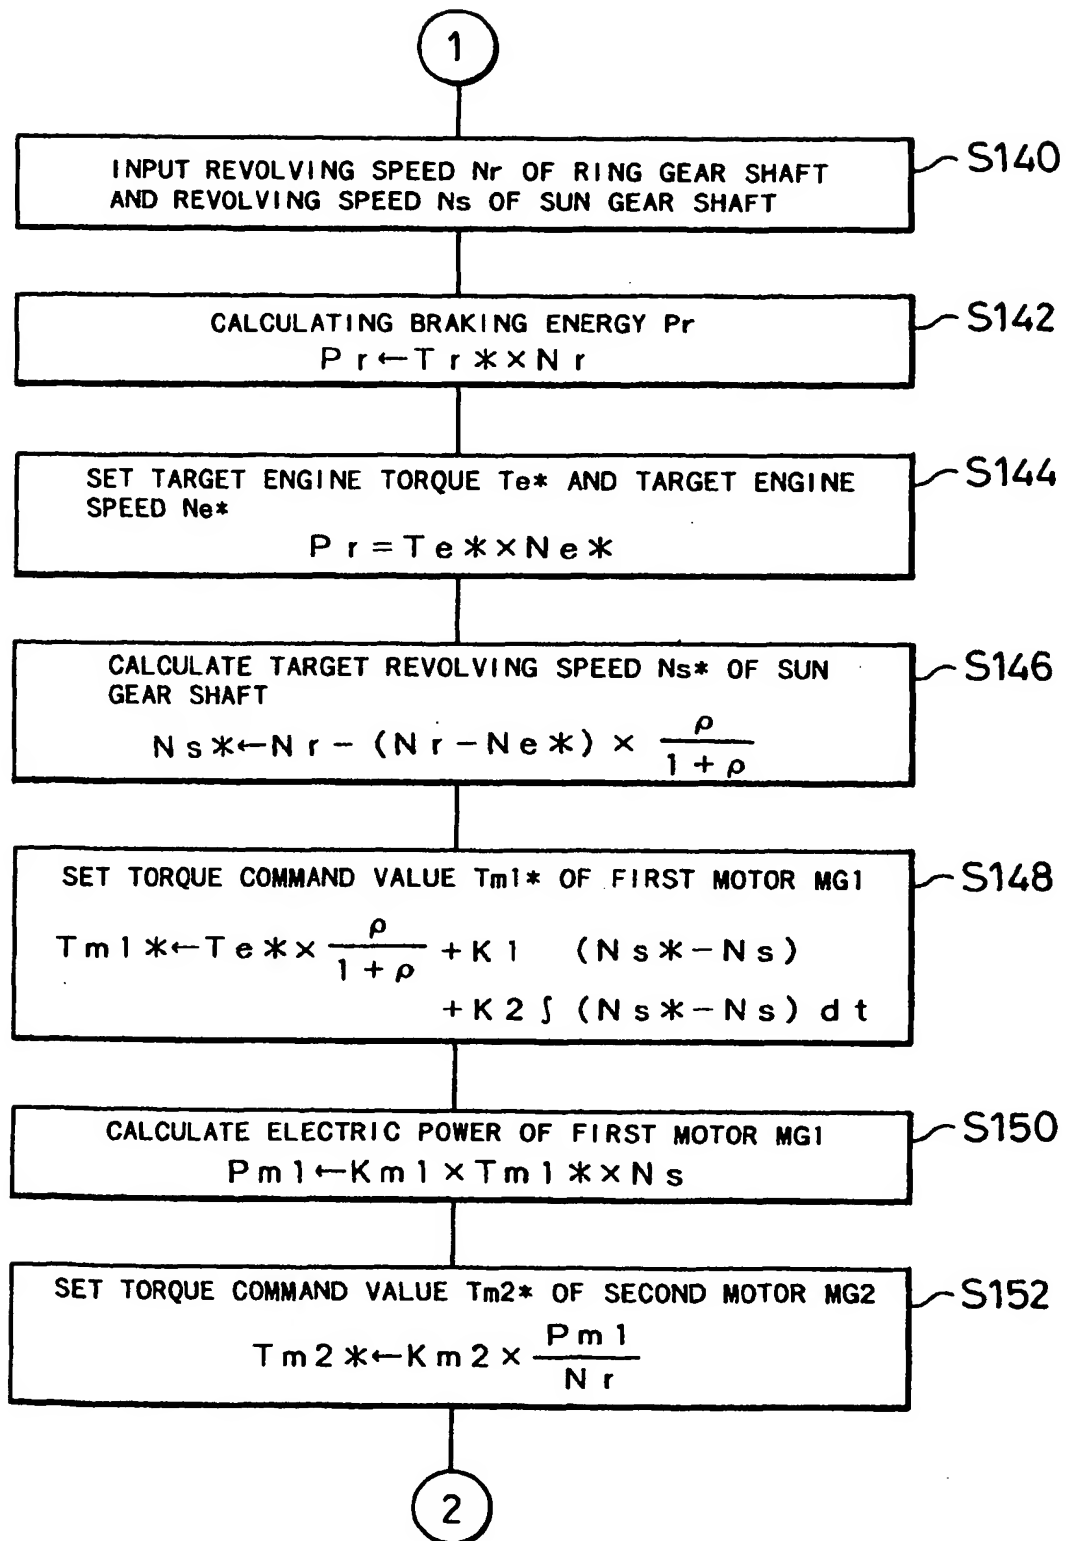 1
INPUT REVOLVING SPEED Nr OF RING GEAR SHAFT
AND REVOLVING SPEED Ns OF SUN GEAR SHAFT
S140
CALCULATING BRAKING ENERGY Pr
Pr←Tr*×Nr
S142
SET TARGET ENGINE TORQUE Te* AND TARGET ENGINE
SPEED Ne*
Pr=Te*×Ne*
S144
CALCULATE TARGET REVOLVING SPEED Ns* OF SUN
GEAR SHAFT
Ns*←Nr-(Nr-Ne*)× ρ/(1+ρ)
S146
SET TORQUE COMMAND VALUE Tm1* OF FIRST MOTOR MG1
Tm1*←Te*× ρ/(1+ρ) +K1 (Ns*-Ns)
+K2∫(Ns*-Ns)dt
S148
CALCULATE ELECTRIC POWER OF FIRST MOTOR MG1
Pm1←Km1×Tm1*×Ns
S150
SET TORQUE COMMAND VALUE Tm2* OF SECOND MOTOR MG2
Tm2*←Km2× Pm1/Nr
S152
2